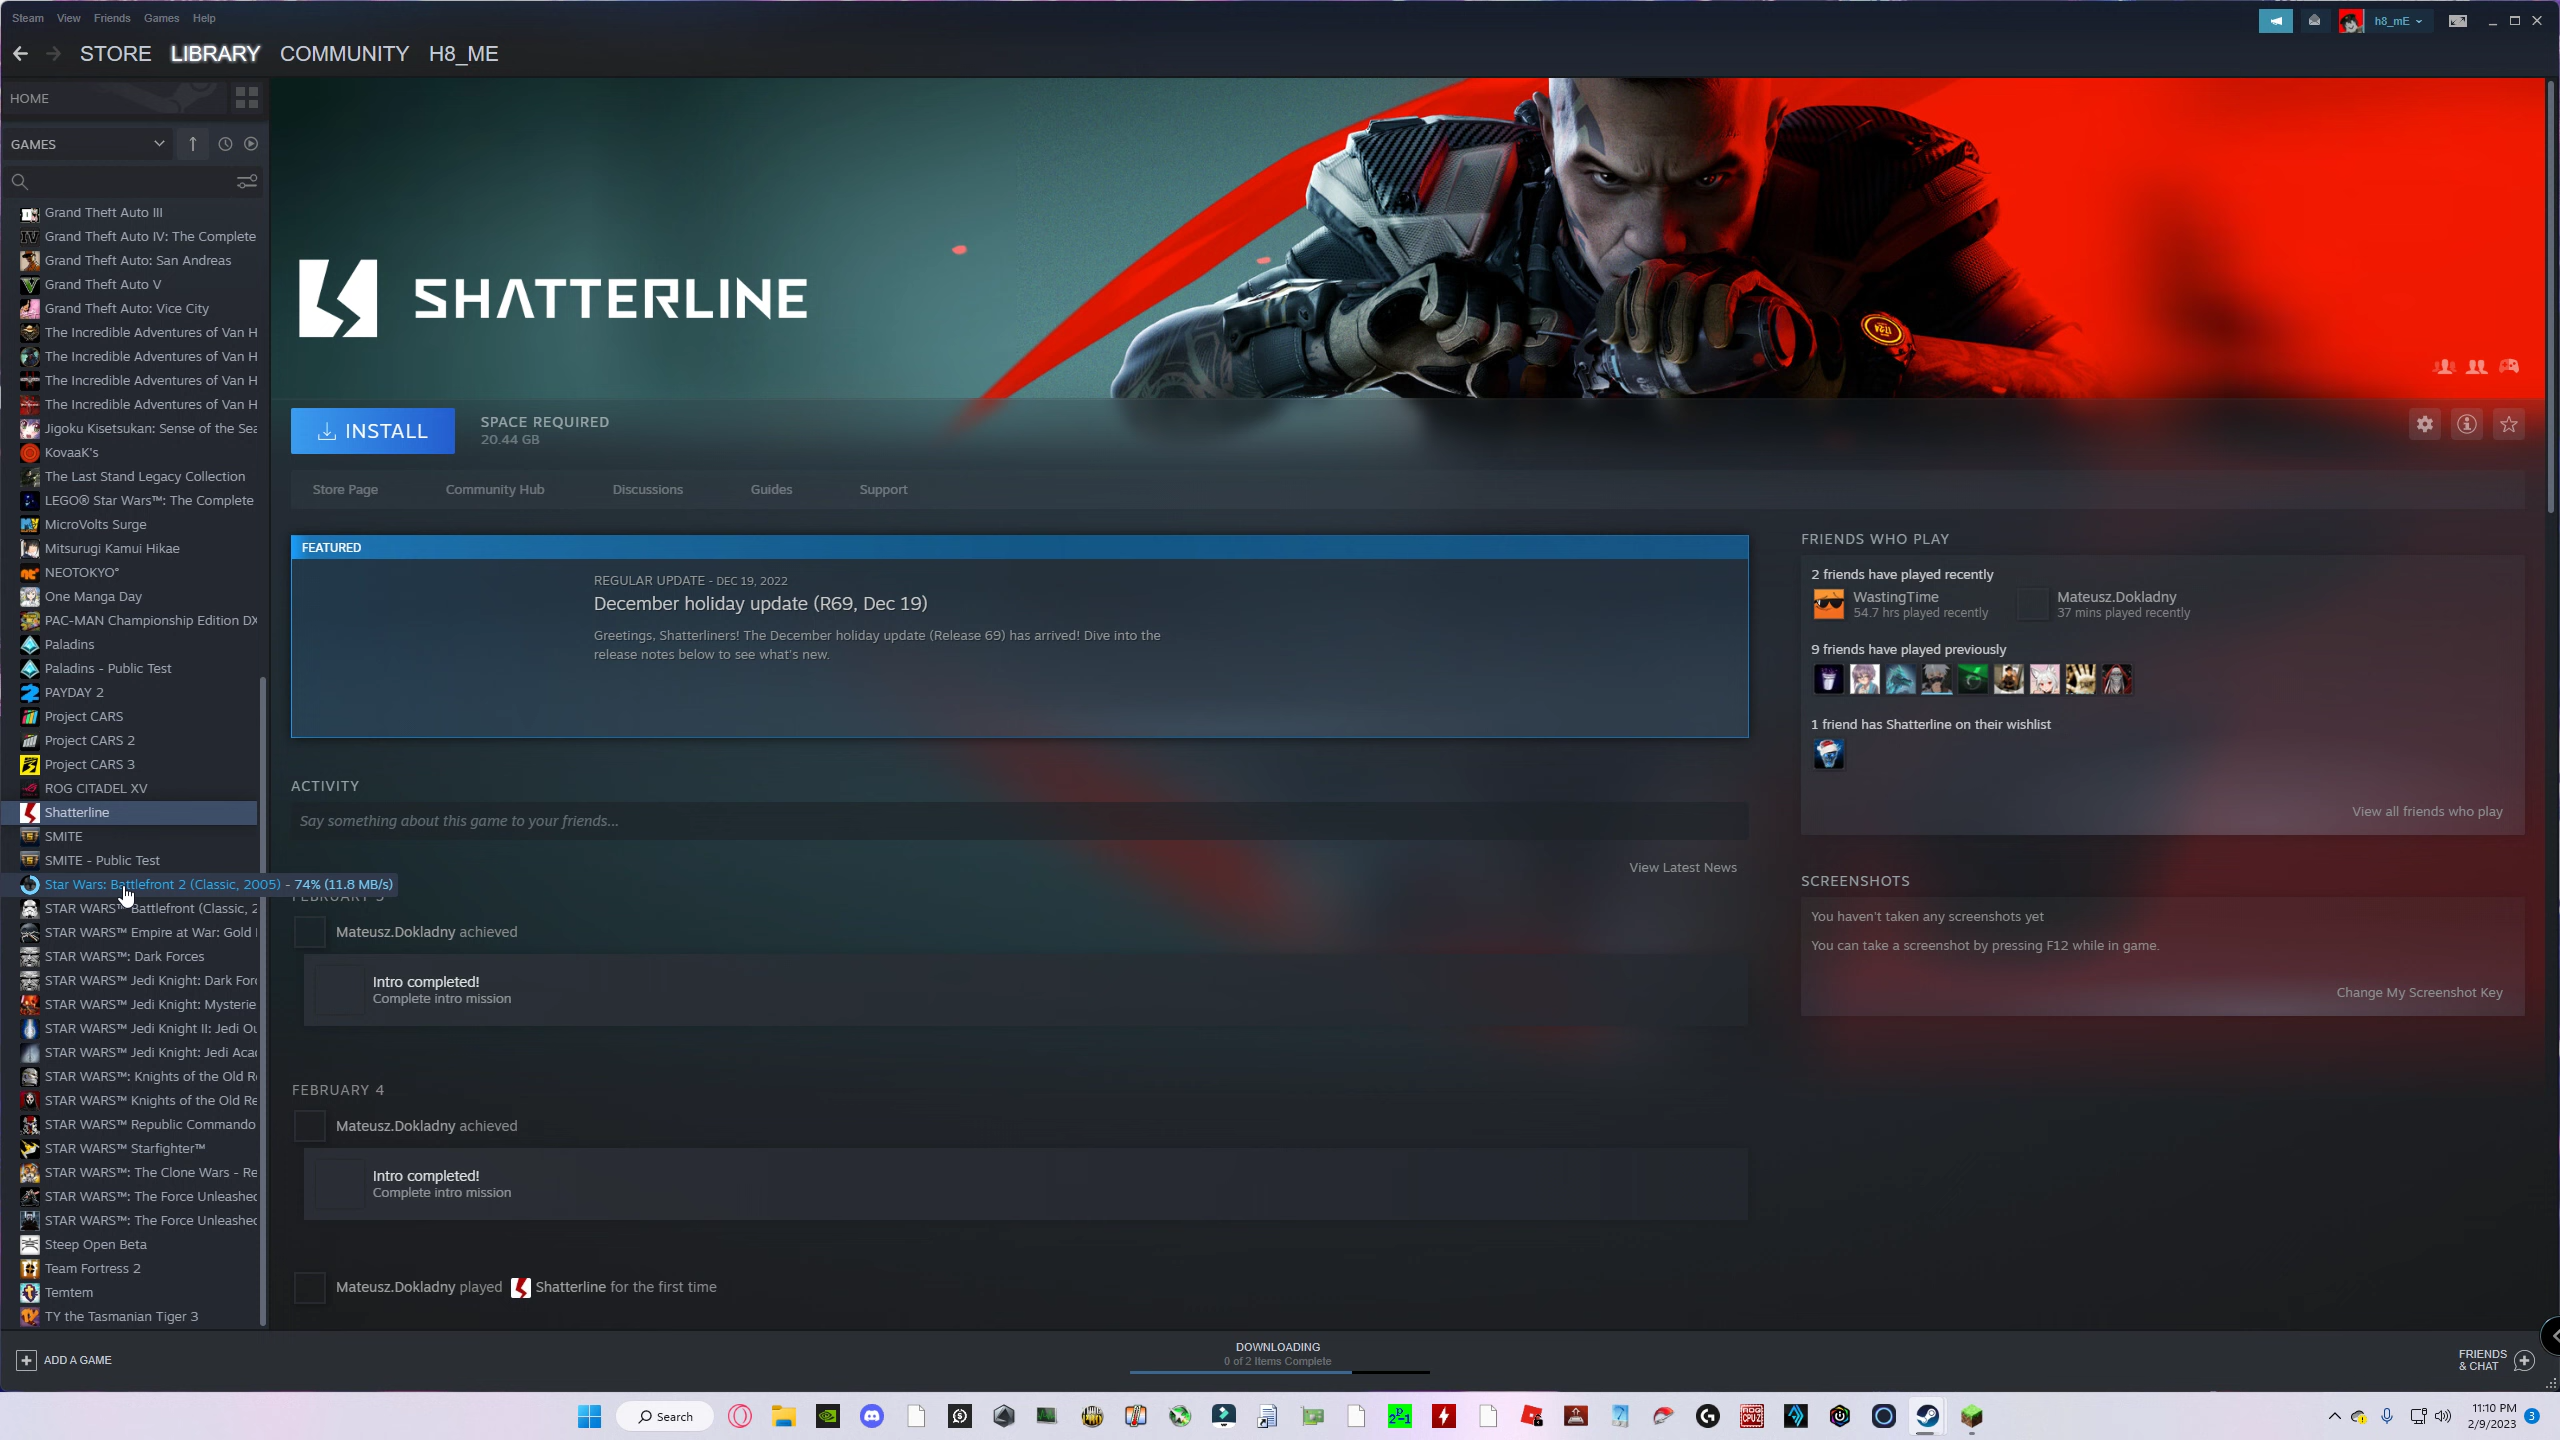 Steam View Friends Games Help
h8_mE
STORE LIBRARY COMMUNITY H8_ME
HOME
GAMES
Grand Theft Auto III
Grand Theft Auto IV: The Complete
Grand Theft Auto: San Andreas
Grand Theft Auto V
Grand Theft Auto: Vice City
The Incredible Adventures of Van H
The Incredible Adventures of Van H
The Incredible Adventures of Van H
The Incredible Adventures of Van H
Jigoku Kisetsukan: Sense of the Sea
KovaaK's
The Last Stand Legacy Collection
LEGO® Star Wars™: The Complete
MicroVolts Surge
Mitsurugi Kamui Hikae
NEOTOKYO°
One Manga Day
PAC-MAN Championship Edition DX
Paladins
Paladins - Public Test
PAYDAY 2
Project CARS
Project CARS 2
Project CARS 3
ROG CITADEL XV
Shatterline
SMITE
SMITE - Public Test
Star Wars: Battlefront 2 (Classic, 2005) - 74% (11.8 MB/s)
STAR WARS™ Battlefront (Classic, 2
STAR WARS™ Empire at War: Gold
STAR WARS™: Dark Forces
STAR WARS™ Jedi Knight: Dark Forc
STAR WARS™ Jedi Knight: Mysterie
STAR WARS™ Jedi Knight II: Jedi Ou
STAR WARS™ Jedi Knight: Jedi Aca
STAR WARS™: Knights of the Old R
STAR WARS™ Knights of the Old Re
STAR WARS™ Republic Commando
STAR WARS™ Starfighter™
STAR WARS™: The Clone Wars - Re
STAR WARS™: The Force Unleashed
STAR WARS™: The Force Unleashed
Steep Open Beta
Team Fortress 2
Temtem
TY the Tasmanian Tiger 3
ADD A GAME
SHATTERLINE
INSTALL
SPACE REQUIRED
20.44 GB
Store Page Community Hub Discussions Guides Support
FEATURED
REGULAR UPDATE - DEC 19, 2022
December holiday update (R69, Dec 19)
Greetings, Shatterliners! The December holiday update (Release 69) has arrived! Dive into the
release notes below to see what's new.
ACTIVITY
Say something about this game to your friends...
View Latest News
FEBRUARY 5
Mateusz.Dokladny achieved
Intro completed!
Complete intro mission
FEBRUARY 4
Mateusz.Dokladny achieved
Intro completed!
Complete intro mission
Mateusz.Dokladny played Shatterline for the first time
FRIENDS WHO PLAY
2 friends have played recently
WastingTime
54.7 hrs played recently
Mateusz.Dokladny
37 mins played recently
9 friends have played previously
1 friend has Shatterline on their wishlist
View all friends who play
SCREENSHOTS
You haven't taken any screenshots yet
You can take a screenshot by pressing F12 while in game.
Change My Screenshot Key
DOWNLOADING
0 of 2 Items Complete
FRIENDS
& CHAT
Search
11:10 PM
2/9/2023
3